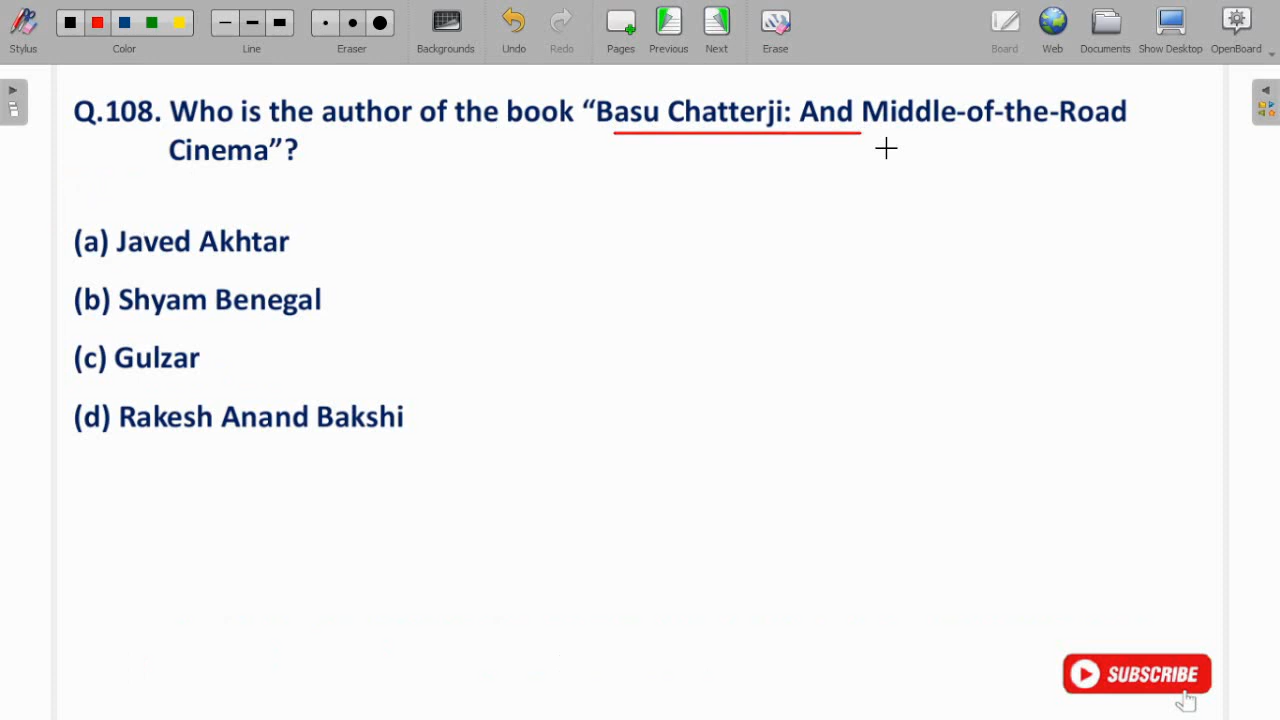 Stylus Color Line Eraser Backgrounds Undo Redo Pages Previous Next Erase Board Web Documents Show Desktop OpenBoard
Q.108. Who is the author of the book “Basu Chatterji: And Middle-of-the-Road
Cinema”?
(a) Javed Akhtar
(b) Shyam Benegal
(c) Gulzar
(d) Rakesh Anand Bakshi
SUBSCRIBE